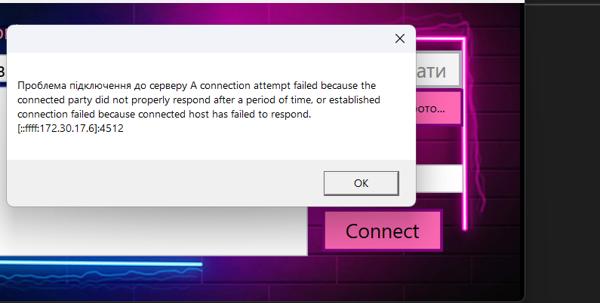 Проблема підключення до серверу A connection attempt failed because the
connected party did not properly respond after a period of time, or established
connection failed because connected host has failed to respond.
[::ffff:172.30.17.6]:4512
OK
Connect